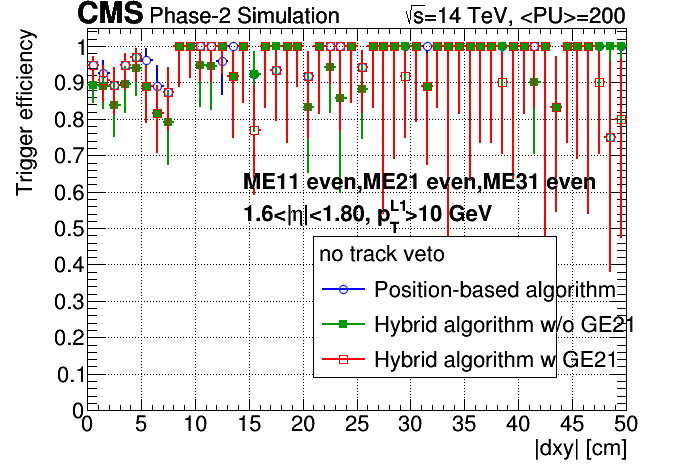 CMS Phase-2 Simulation √s=14 TeV, <PU>=200
Trigger efficiency
1
0.9
0.8
0.7
0.6
0.5
0.4
0.3
0.2
0.1
0
ME11 even,ME21 even,ME31 even
1.6<|η|<1.80, p_T^L1>10 GeV
no track veto
Position-based algorithm
Hybrid algorithm w/o GE21
Hybrid algorithm w GE21
0 5 10 15 20 25 30 35 40 45 50
|dxy| [cm]